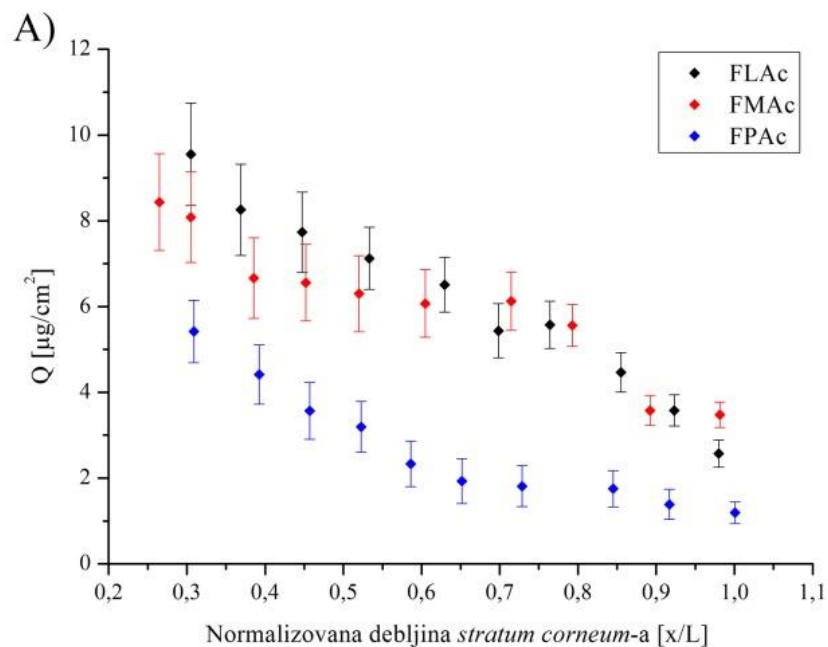 A)
FLAc
FMAc
FPAc
Q [µg/cm²]
12
10
8
6
4
2
0
0,2 0,3 0,4 0,5 0,6 0,7 0,8 0,9 1,0 1,1
Normalizovana debljina stratum corneum-a [x/L]